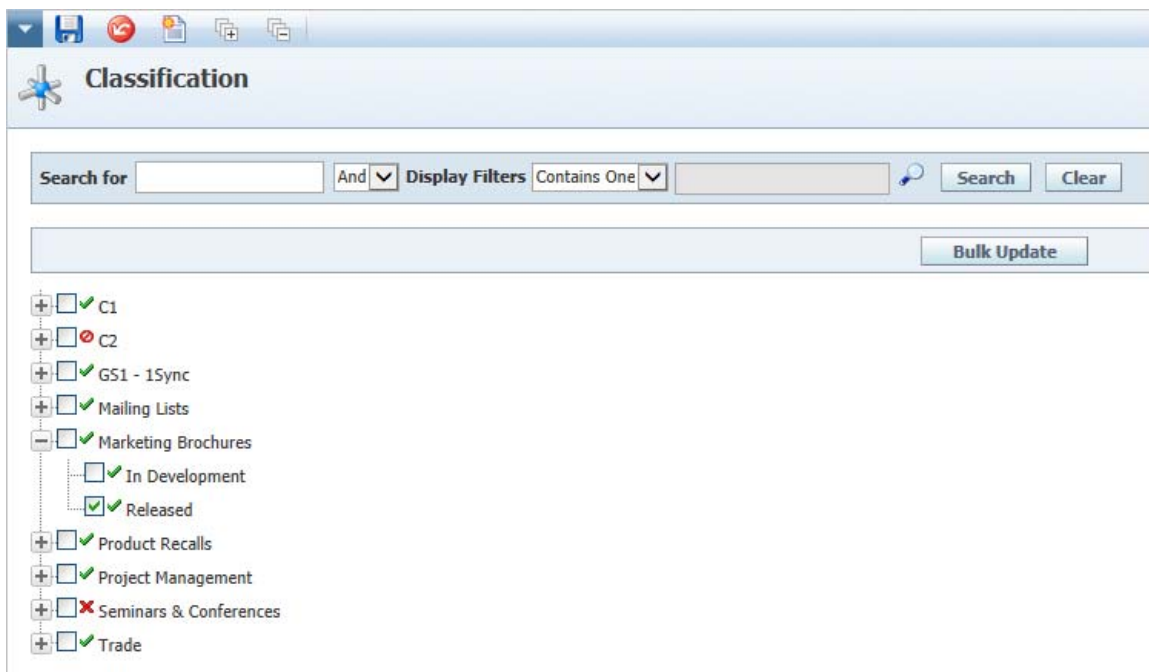 Classification
Search for And Display Filters Contains One Search Clear
Bulk Update
C1
C2
GS1 - 1Sync
Mailing Lists
Marketing Brochures
In Development
Released
Product Recalls
Project Management
Seminars & Conferences
Trade